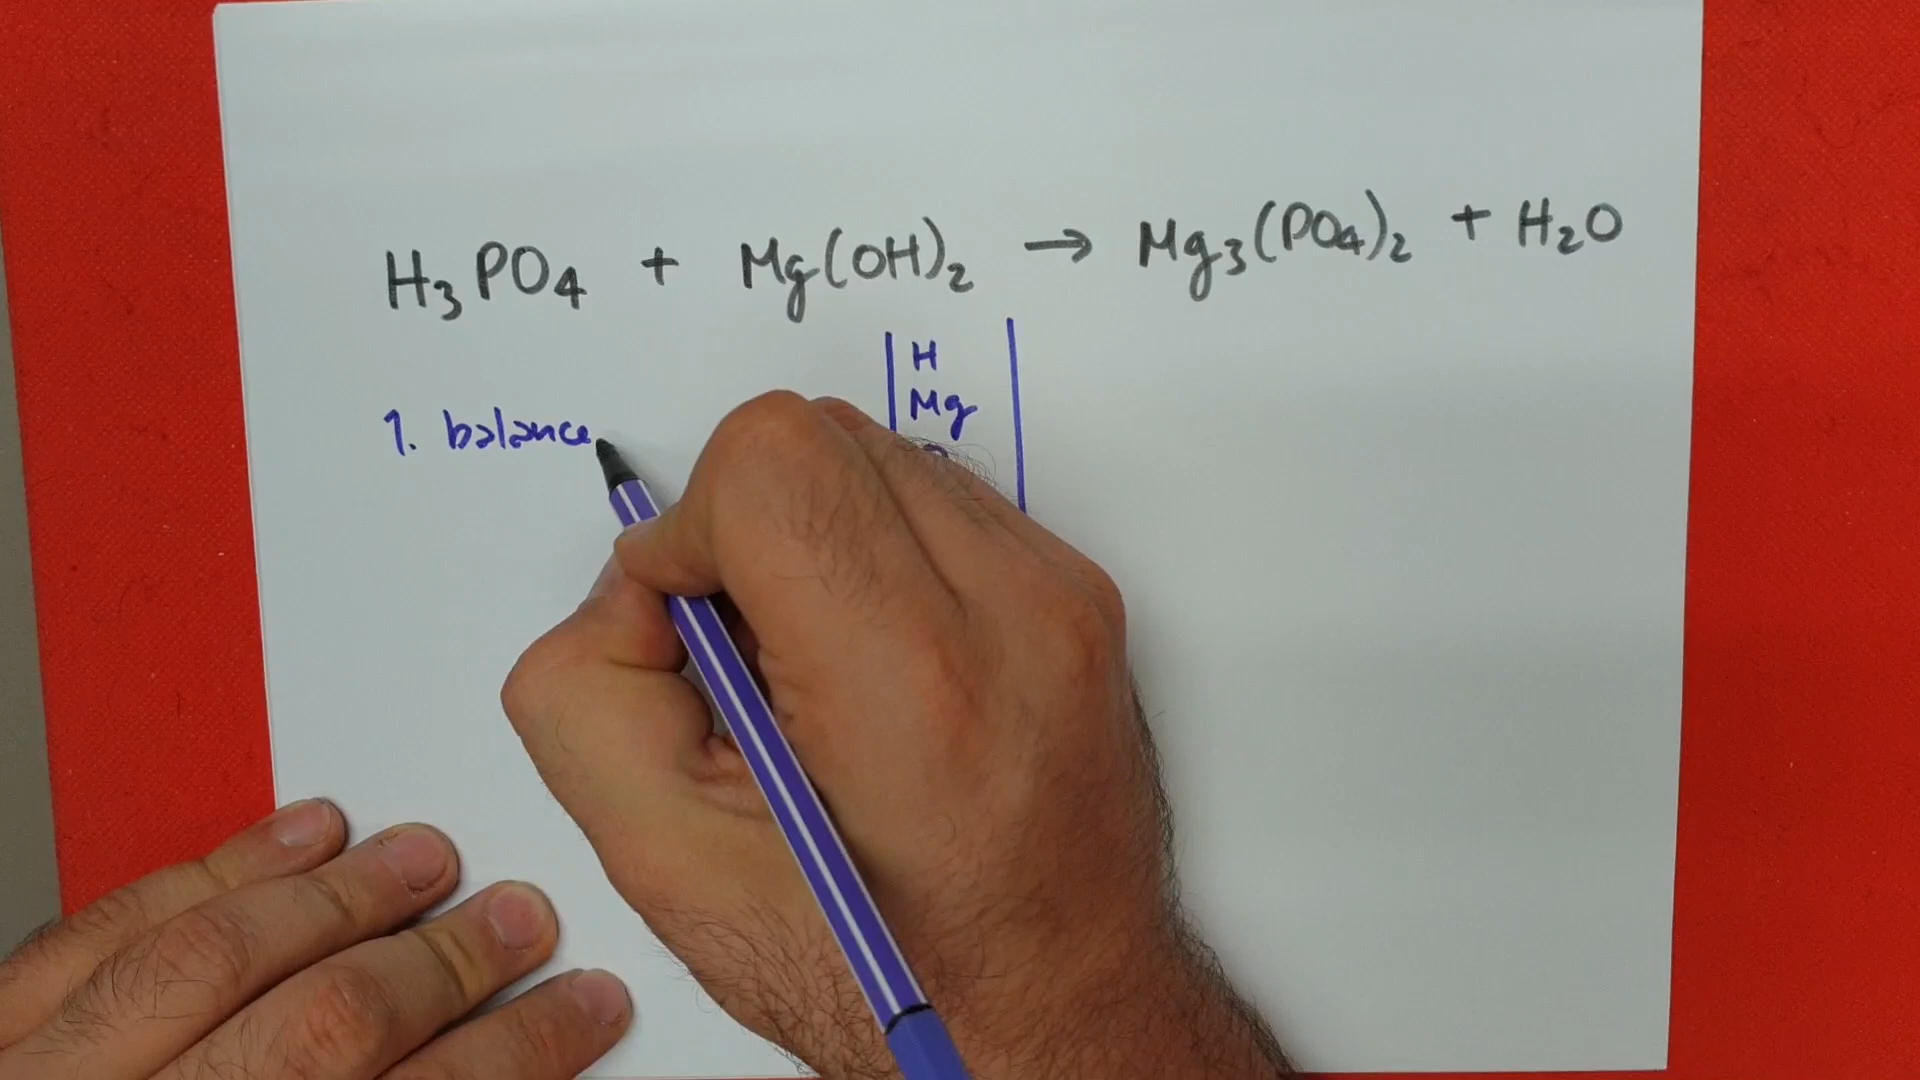 H₃PO₄ + Mg(OH)₂ → Mg₃(PO₄)₂ + H₂O
H
1. balance
Mg